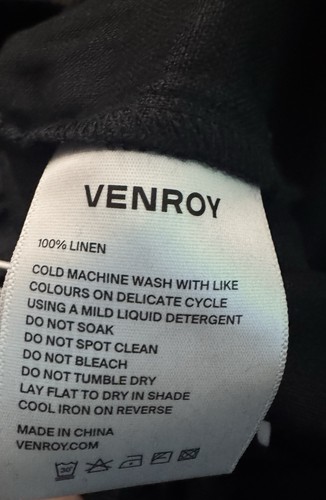 VENROY
100% LINEN
COLD MACHINE WASH WITH LIKE
COLOURS ON DELICATE CYCLE
USING A MILD LIQUID DETERGENT
DO NOT SOAK
DO NOT SPOT CLEAN
DO NOT BLEACH
DO NOT TUMBLE DRY
LAY FLAT TO DRY IN SHADE
COOL IRON ON REVERSE
MADE IN CHINA
VENROY.COM
30°